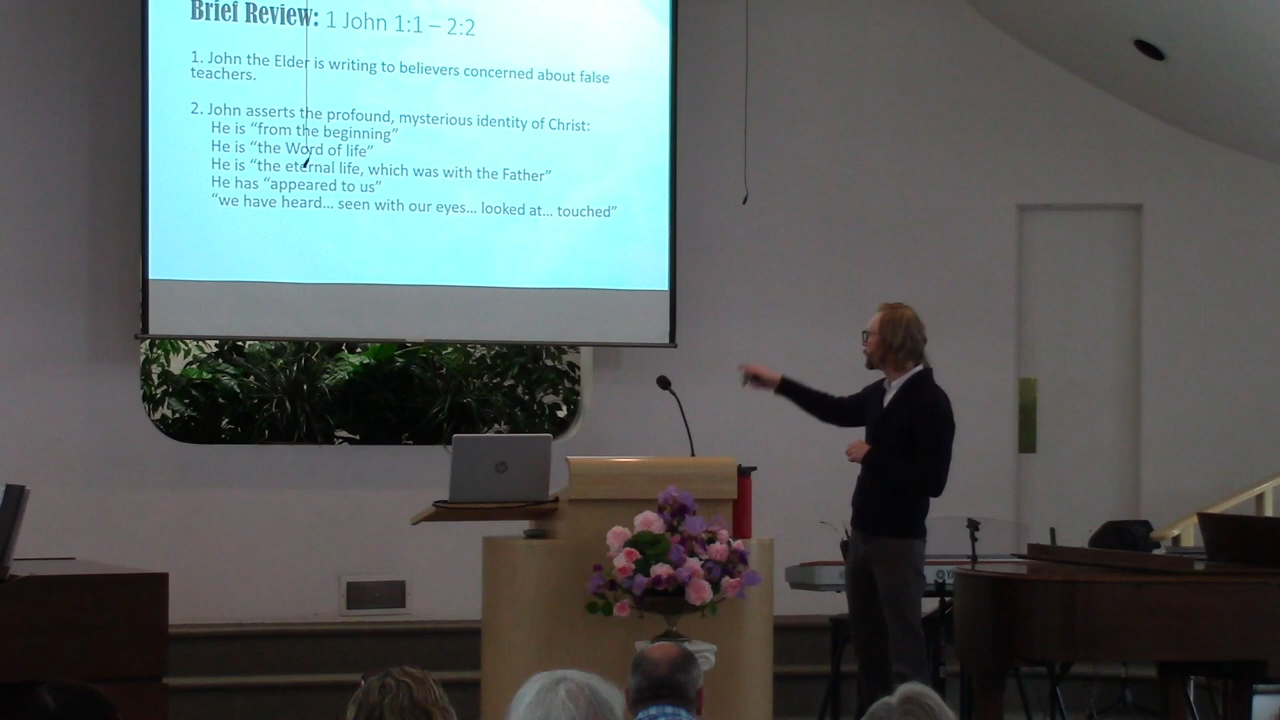 Brief Review: 1 John 1:1 – 2:2
1. John the Elder is writing to believers concerned about false
teachers.
2. John asserts the profound, mysterious identity of Christ:
He is “from the beginning”
He is “the Word of life”
He is “the eternal life, which was with the Father”
He has “appeared to us”
“we have heard... seen with our eyes... looked at... touched”
hp